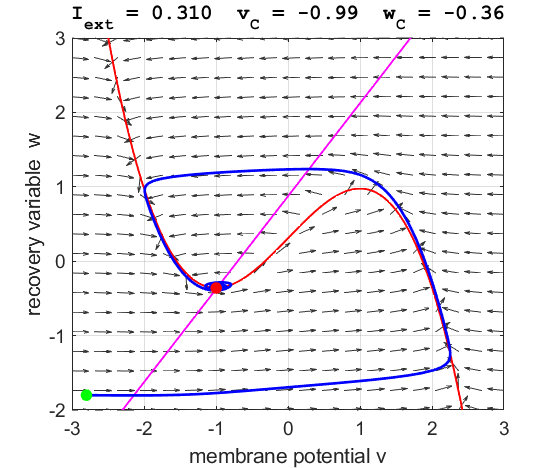 I_ext = 0.310 v_C = -0.99 w_C = -0.36
3
2
1
0
-1
-2
recovery variable w
-3 -2 -1 0 1 2 3
membrane potential v